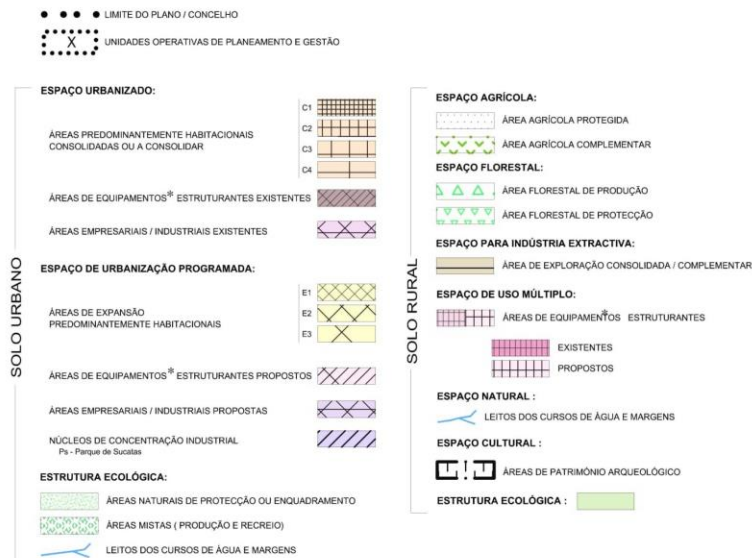 LIMITE DO PLANO / CONCELHO
X UNIDADES OPERATIVAS DE PLANEAMENTO E GESTÃO
SOLO URBANO
ESPAÇO URBANIZADO:
ÁREAS PREDOMINANTEMENTE HABITACIONAIS
CONSOLIDADAS OU A CONSOLIDAR
C1
C2
C3
C4
ÁREAS DE EQUIPAMENTOS* ESTRUTURANTES EXISTENTES
ÁREAS EMPRESARIAIS / INDUSTRIAIS EXISTENTES
ESPAÇO DE URBANIZAÇÃO PROGRAMADA:
ÁREAS DE EXPANSÃO
PREDOMINANTEMENTE HABITACIONAIS
E1
E2
E3
ÁREAS DE EQUIPAMENTOS* ESTRUTURANTES PROPOSTOS
ÁREAS EMPRESARIAIS / INDUSTRIAIS PROPOSTAS
NÚCLEOS DE CONCENTRAÇÃO INDUSTRIAL
Ps - Parque de Sucatas
ESTRUTURA ECOLÓGICA:
ÁREAS NATURAIS DE PROTECÇÃO OU ENQUADRAMENTO
ÁREAS MISTAS ( PRODUÇÃO E RECREIO)
LEITOS DOS CURSOS DE ÁGUA E MARGENS
SOLO RURAL
ESPAÇO AGRÍCOLA:
ÁREA AGRÍCOLA PROTEGIDA
ÁREA AGRÍCOLA COMPLEMENTAR
ESPAÇO FLORESTAL:
ÁREA FLORESTAL DE PRODUÇÃO
ÁREA FLORESTAL DE PROTECÇÃO
ESPAÇO PARA INDÚSTRIA EXTRACTIVA:
ÁREA DE EXPLORAÇÃO CONSOLIDADA / COMPLEMENTAR
ESPAÇO DE USO MÚLTIPLO:
ÁREAS DE EQUIPAMENTOS* ESTRUTURANTES
EXISTENTES
PROPOSTOS
ESPAÇO NATURAL :
LEITOS DOS CURSOS DE ÁGUA E MARGENS
ESPAÇO CULTURAL :
ÁREAS DE PATRIMÓNIO ARQUEOLÓGICO
ESTRUTURA ECOLÓGICA :